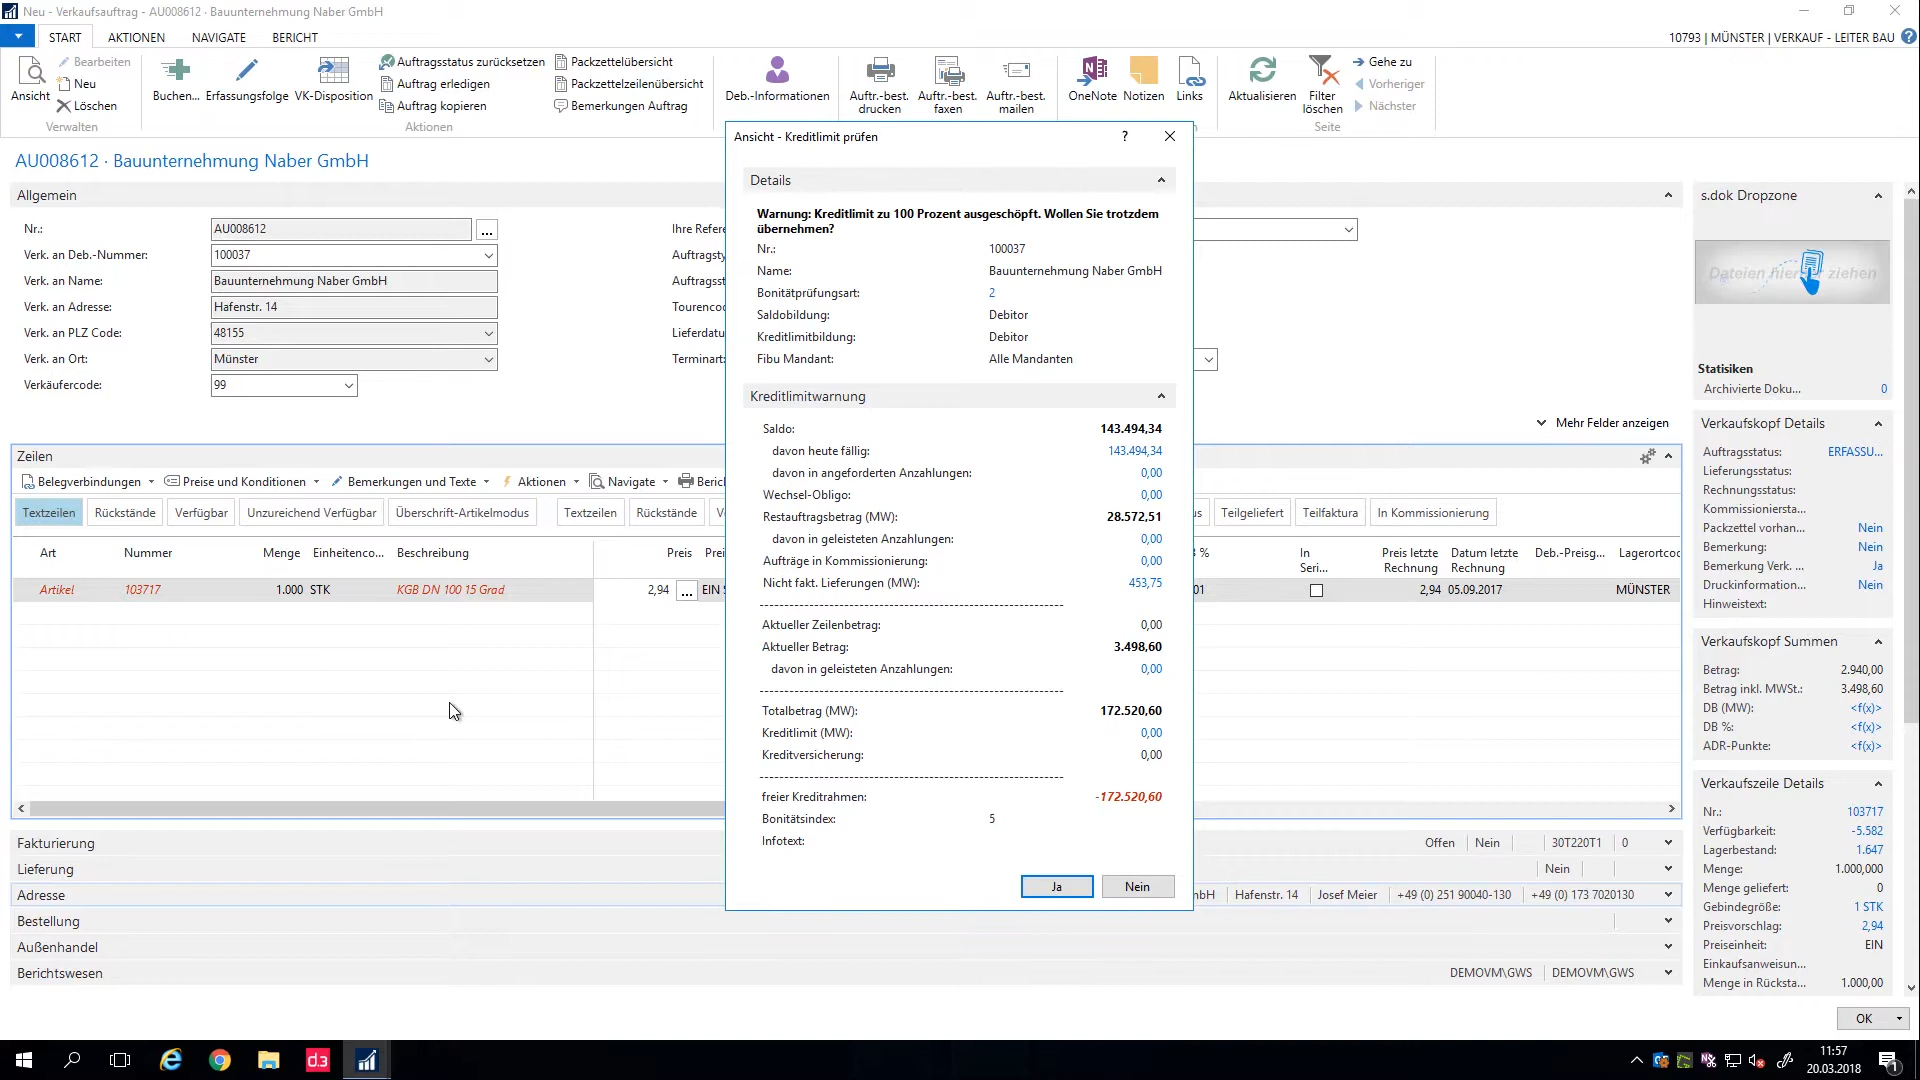 Neu - Verkaufsauftrag - AU008612 · Bauunternehmung Naber GmbH
START AKTIONEN NAVIGATE BERICHT
10793 | MÜNSTER | VERKAUF - LEITER BAU
Ansicht
Bearbeiten
Neu
Löschen
Verwalten
Buchen...
Erfassungsfolge
VK-Disposition
Auftragsstatus zurücksetzen
Auftrag erledigen
Auftrag kopieren
Packzettelübersicht
Packzettelzeilenübersicht
Bemerkungen Auftrag
Aktionen
Deb.-Informationen
Auftr.-best.
drucken
Auftr.-best.
faxen
Auftr.-best.
mailen
OneNote
Notizen
Links
Aktualisieren
Filter
löschen
Gehe zu
Vorheriger
Nächster
Seite
AU008612 · Bauunternehmung Naber GmbH
Allgemein
Nr.: AU008612 ...
Verk. an Deb.-Nummer: 100037
Verk. an Name: Bauunternehmung Naber GmbH
Verk. an Adresse: Hafenstr. 14
Verk. an PLZ Code: 48155
Verk. an Ort: Münster
Verkäufercode: 99
Ihre Refere
Auftragsty
Auftragsst
Tourencod
Lieferdatu
Terminart:
Mehr Felder anzeigen
Zeilen
Belegverbindungen Preise und Konditionen Bemerkungen und Texte Aktionen Navigate Beric
Textzeilen Rückstände Verfügbar Unzureichend Verfügbar Überschrift-Artikelmodus Textzeilen Rückstände
us Teilgeliefert Teilfaktura In Kommissionierung
Art Nummer Menge Einheitenco... Beschreibung Preis Prei
%
In
Seri...
Preis letzte
Rechnung
Datum letzte
Rechnung
Deb.-Preisg...
Lagerortcod
Artikel 103717 1.000 STK KGB DN 100 15 Grad 2,94 ... EIN
01 2,94 05.09.2017 MÜNSTER
Fakturierung Offen Nein 30T220T1 0
Lieferung Nein
Adresse
bH Hafenstr. 14 Josef Meier +49 (0) 251 90040-130 +49 (0) 173 7020130
Bestellung
Außenhandel
Berichtswesen DEMOVM\GWS DEMOVM\GWS
Ansicht - Kreditlimit prüfen ?
Details
Warnung: Kreditlimit zu 100 Prozent ausgeschöpft. Wollen Sie trotzdem
übernehmen?
Nr.: 100037
Name: Bauunternehmung Naber GmbH
Bonitätprüfungsart: 2
Saldobildung: Debitor
Kreditlimitbildung: Debitor
Fibu Mandant: Alle Mandanten
Kreditlimitwarnung
Saldo: 143.494,34
davon heute fällig: 143.494,34
davon in angeforderten Anzahlungen: 0,00
Wechsel-Obligo: 0,00
Restauftragsbetrag (MW): 28.572,51
davon in geleisteten Anzahlungen: 0,00
Aufträge in Kommissionierung: 0,00
Nicht fakt. Lieferungen (MW): 453,75
Aktueller Zeilenbetrag: 0,00
Aktueller Betrag: 3.498,60
davon in geleisteten Anzahlungen: 0,00
Totalbetrag (MW): 172.520,60
Kreditlimit (MW): 0,00
Kreditversicherung: 0,00
freier Kreditrahmen: -172.520,60
Bonitätsindex: 5
Infotext:
Ja Nein
s.dok Dropzone
Dateien hierher ziehen
Statisiken
Archivierte Doku... 0
Verkaufskopf Details
Auftragsstatus: ERFASSU...
Lieferungsstatus:
Rechnungsstatus:
Kommissioniersta...
Packzettel vorhan... Nein
Bemerkung: Nein
Bemerkung Verk. ... Ja
Druckinformation... Nein
Hinweistext:
Verkaufskopf Summen
Betrag: 2.940,00
Betrag inkl. MWSt.: 3.498,60
DB (MW): <f(x)>
DB %: <f(x)>
ADR-Punkte: <f(x)>
Verkaufszeile Details
Nr.: 103717
Verfügbarkeit: -5.582
Lagerbestand: 1.647
Menge: 1.000,000
Menge geliefert: 0
Gebindegröße: 1 STK
Preisvorschlag: 2,94
Preiseinheit: EIN
Einkaufsanweisun...
Menge in Rücksta... 1.000,00
OK
d.3
11:57
20.03.2018
1